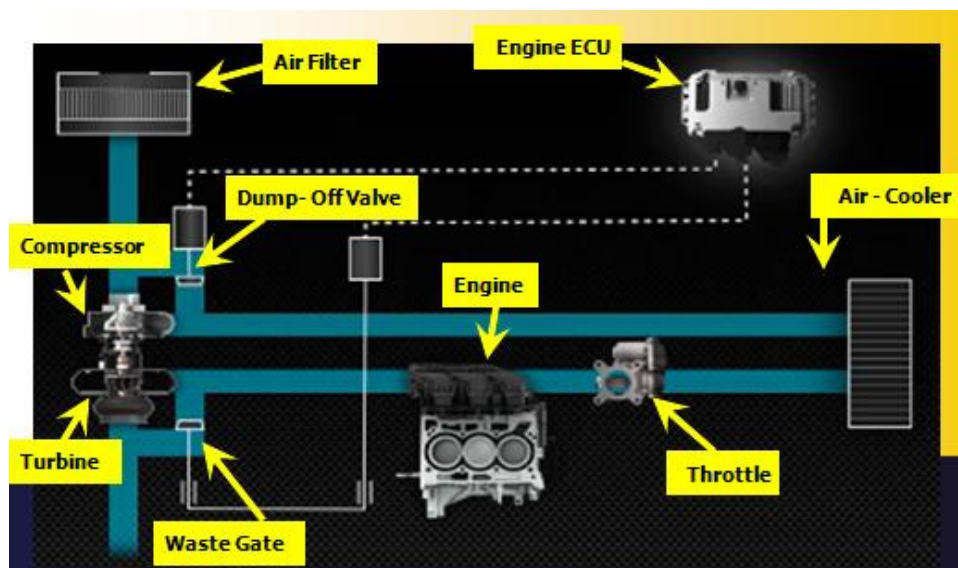 Air Filter
Engine ECU
Dump- Off Valve
Air - Cooler
Compressor
Engine
Turbine
Throttle
Waste Gate